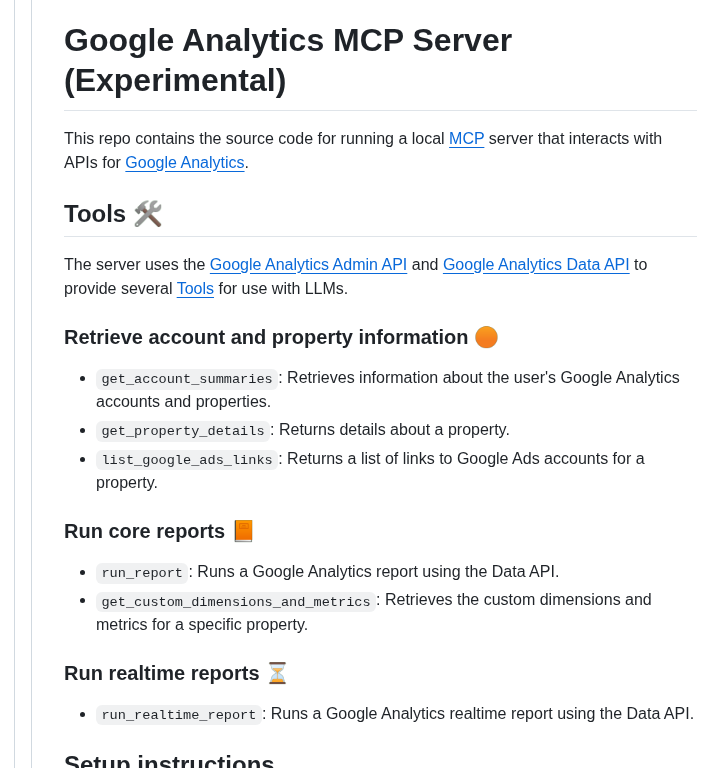 Google Analytics MCP Server
(Experimental)
This repo contains the source code for running a local MCP server that interacts with
APIs for Google Analytics.
Tools 🛠️
The server uses the Google Analytics Admin API and Google Analytics Data API to
provide several Tools for use with LLMs.
Retrieve account and property information 🟠
• get_account_summaries: Retrieves information about the user's Google Analytics
accounts and properties.
• get_property_details: Returns details about a property.
• list_google_ads_links: Returns a list of links to Google Ads accounts for a
property.
Run core reports 📙
• run_report: Runs a Google Analytics report using the Data API.
• get_custom_dimensions_and_metrics: Retrieves the custom dimensions and
metrics for a specific property.
Run realtime reports ⏳
• run_realtime_report: Runs a Google Analytics realtime report using the Data API.
Setup instructions